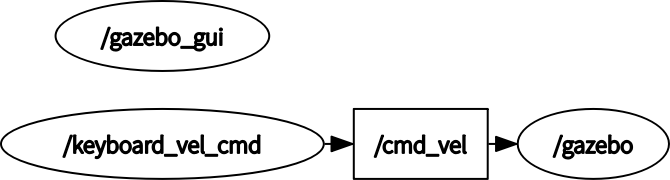 /gazebo_gui
/keyboard_vel_cmd
/cmd_vel
/gazebo